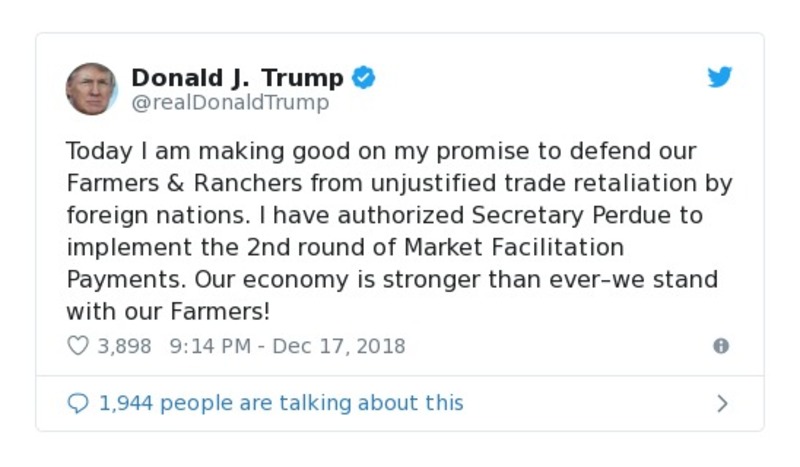 Donald J. Trump
@realDonaldTrump
Today I am making good on my promise to defend our
Farmers & Ranchers from unjustified trade retaliation by
foreign nations. I have authorized Secretary Perdue to
implement the 2nd round of Market Facilitation
Payments. Our economy is stronger than ever–we stand
with our Farmers!
3,898 9:14 PM - Dec 17, 2018
1,944 people are talking about this